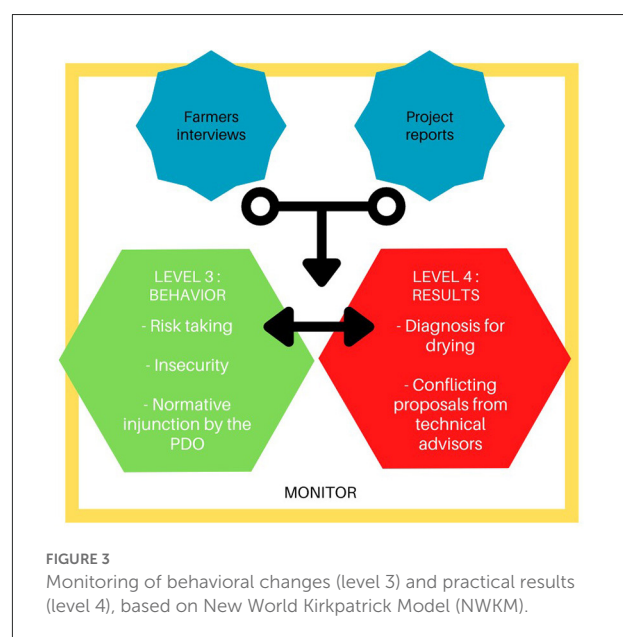 Farmers
interviews
Project
reports
LEVEL 3 :
BEHAVIOR
- Risk taking
- Insecurity
- Normative
injunction by the
PDO
LEVEL 4 :
RESULTS
- Diagnosis for
drying
- Conflicting
proposals from
technical
advisors
MONITOR
FIGURE 3
Monitoring of behavioral changes (level 3) and practical results
(level 4), based on New World Kirkpatrick Model (NWKM).